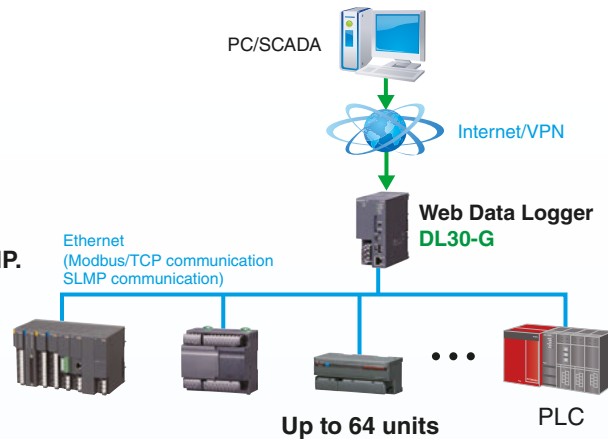 PC/SCADA
Internet/VPN
Web Data Logger
DL30-G
Ethernet
(Modbus/TCP communication
SLMP communication)
IP.
Up to 64 units
PLC